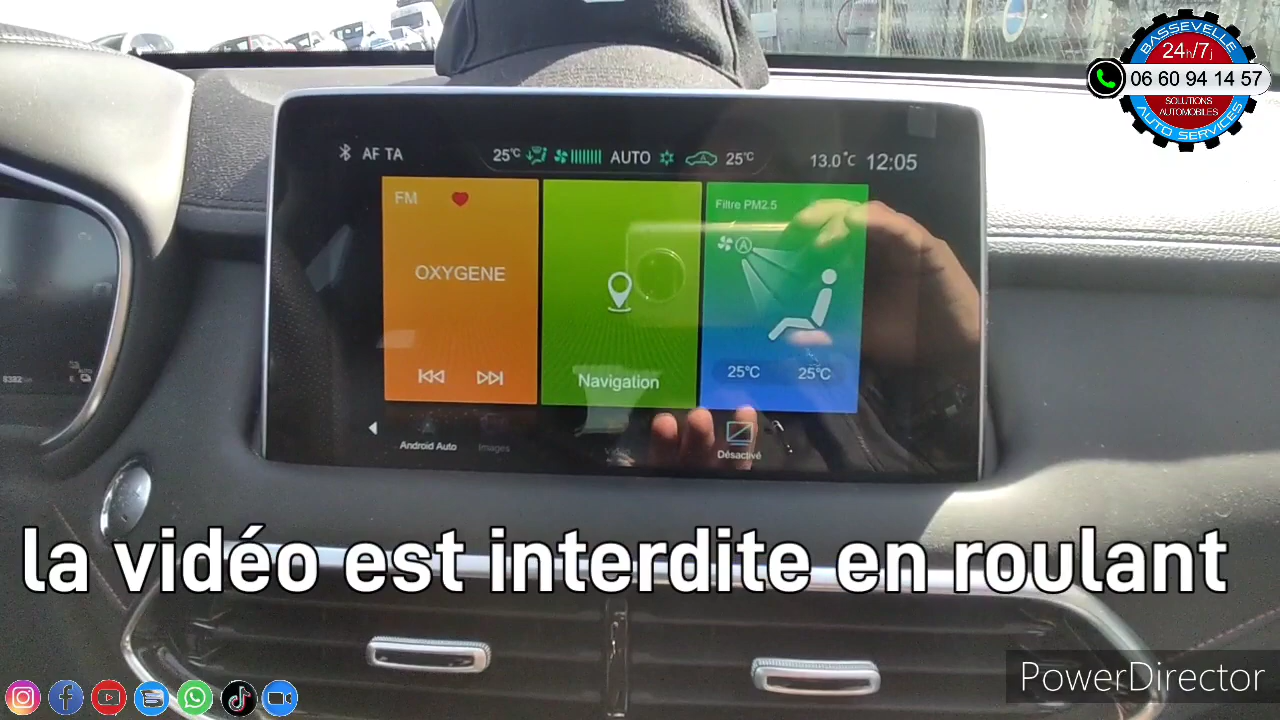 BASSEVELLE
24h/7j
06 60 94 14 57
SOLUTIONS
AUTOMOBILES
AUTO SERVICES
AF TA
25°C
AUTO
25°C
13.0°C 12:05
FM
OXYGENE
Navigation
Filtre PM2.5
25°C 25°C
Android Auto
Images
Désactivé
8382
la vidéo est interdite en roulant
PowerDirector